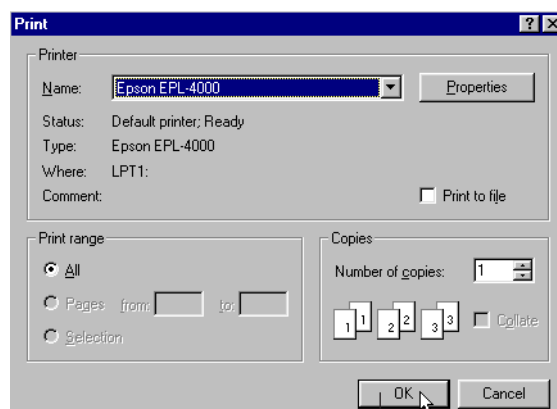 Print
Printer
Name: Epson EPL-4000 Properties
Status: Default printer; Ready
Type: Epson EPL-4000
Where: LPT1:
Comment: Print to file
Print range
All
Pages from: to:
Selection
Copies
Number of copies: 1
1 1 2 2 3 3 Collate
OK Cancel